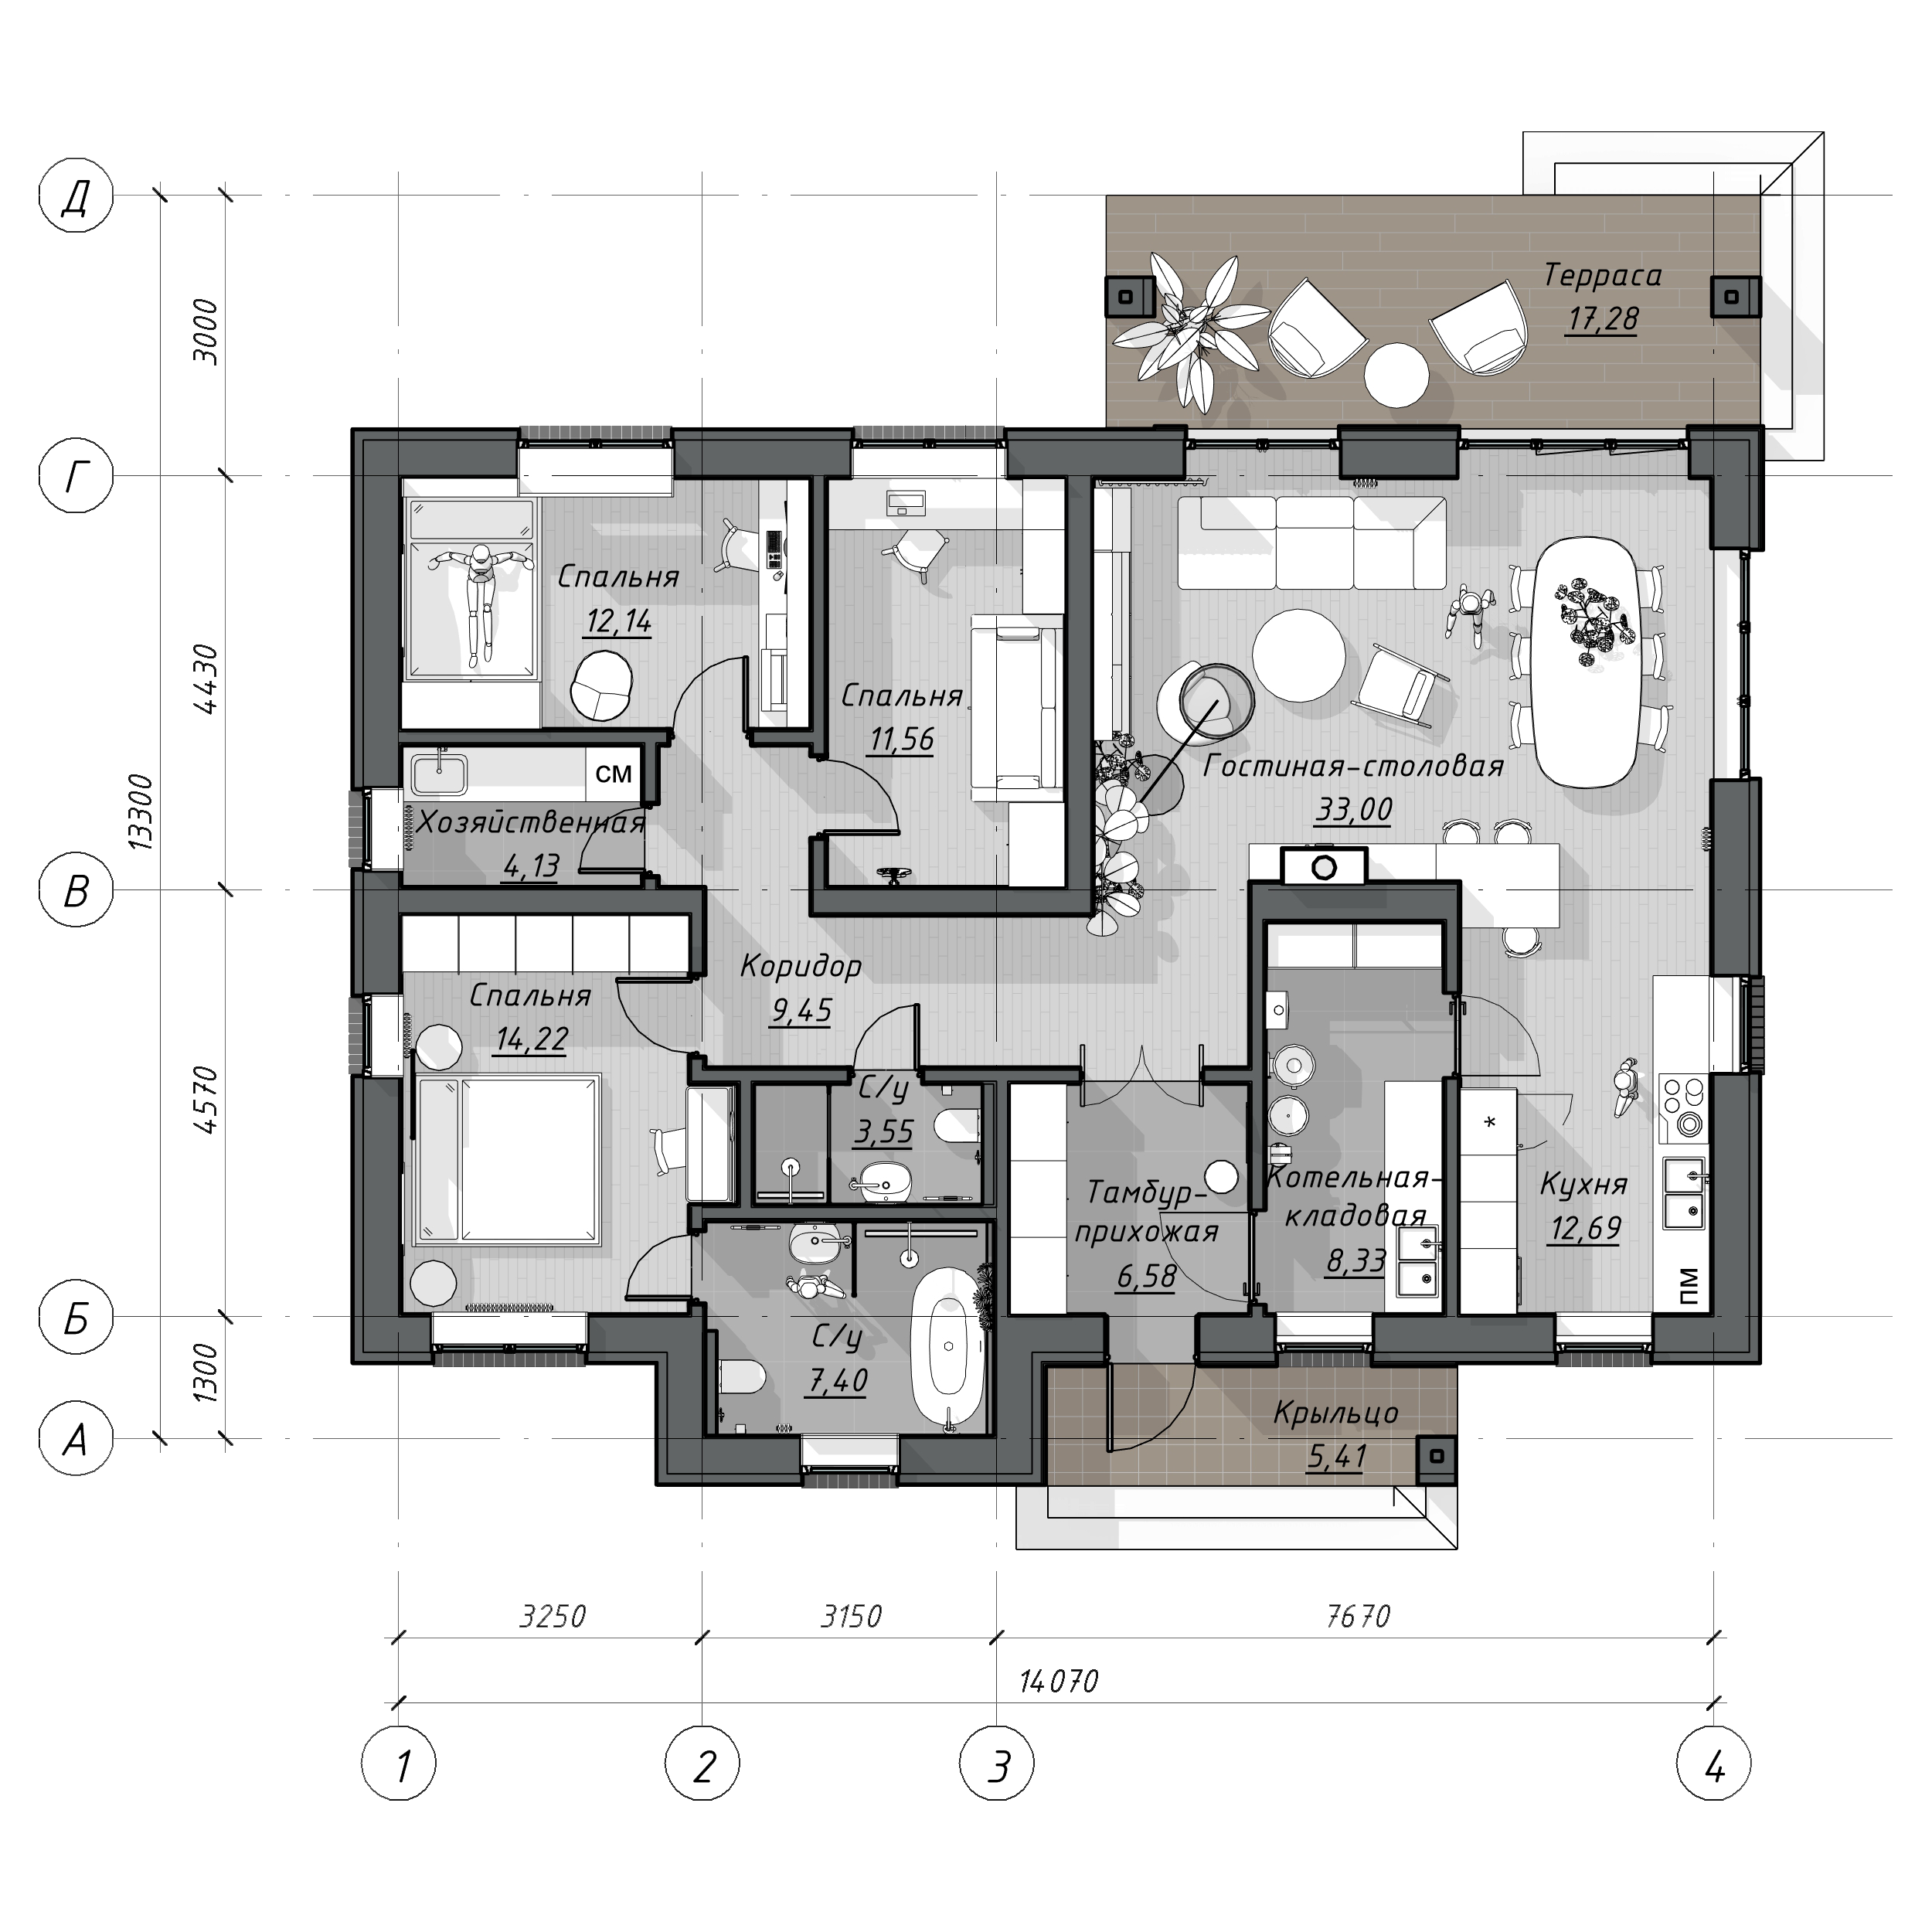 Д
Терраса
17,28
3000
Г
Спальня
12,14
4430
Спальня
11,56
Гостиная-столовая
33,00
СМ
Хозяйственная
4,13
13300
В
Коридор
9,45
Спальня
14,22
4570
С/у
3,55
*
Тамбур-
прихожая
6,58
Котельная-
кладовая
8,33
Кухня
12,69
ПМ
Б
С/у
7,40
1300
Крыльцо
5,41
А
3250
3150
7670
14070
1
2
3
4